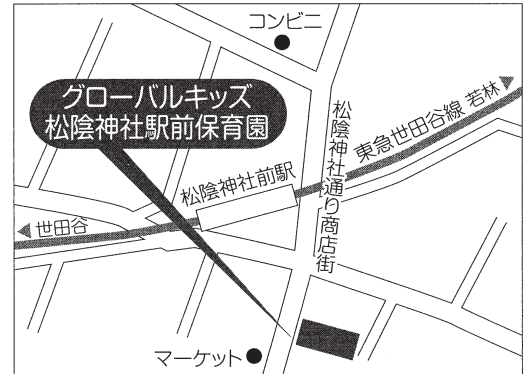 コンビニ
グローバルキッズ
松陰神社駅前保育園
東急世田谷線 若林
松陰神社通り商店街
松陰神社前駅
世田谷
マーケット